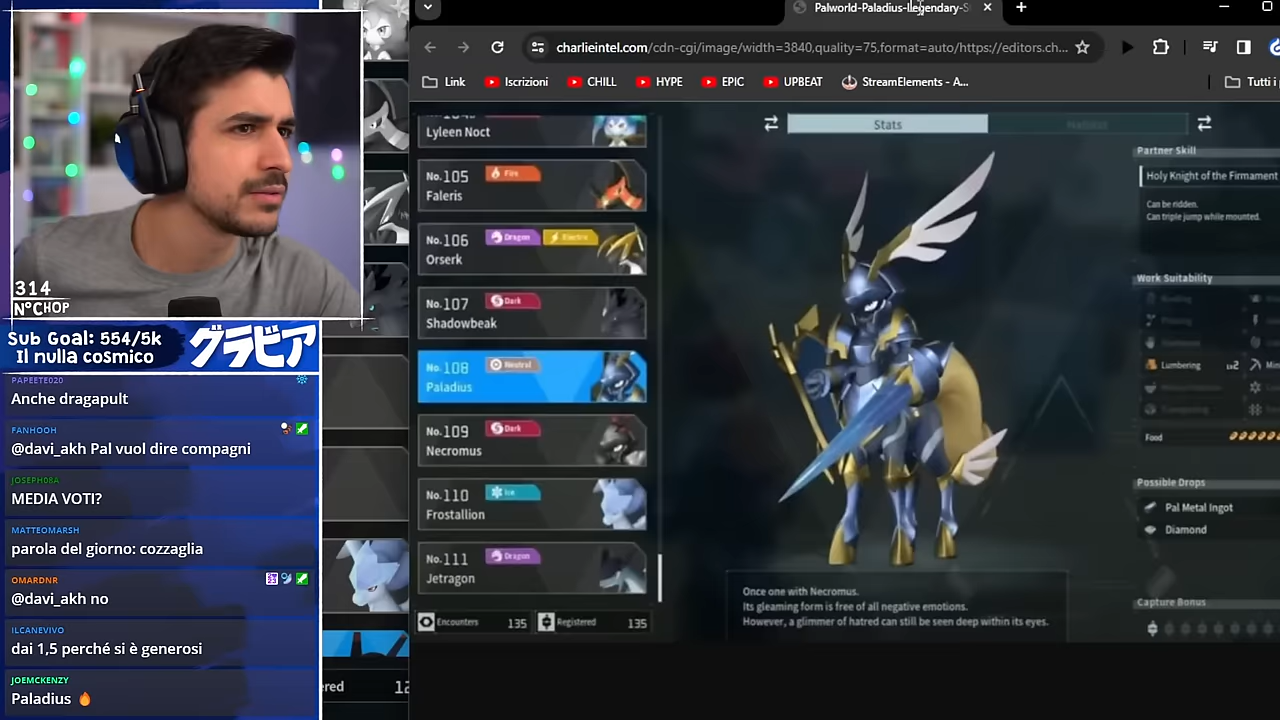 Palworld-Paladius-Legendary-S
charlieintel.com/cdn-cgi/image/width=3840,quality=75,format=auto/https://editors.ch...
Link
Iscrizioni
CHILL
HYPE
EPIC
UPBEAT
StreamElements - A...
Tutti i
314
N°CHOP
Sub Goal: 554/5k
Il nulla cosmico
グラビア
PAPEETE020
Anche dragapult
FANHOOH
@davi_akh Pal vuol dire compagni
JOSEPH08A
MEDIA VOTI?
MATTEOMARSH
parola del giorno: cozzaglia
OMARDNR
@davi_akh no
ILCANEVIVO
dai 1,5 perché si è generosi
JOEMCKENZY
Paladius 🔥
Lyleen Noct
No.105 Fire
Faleris
No.106 Dragon Electric
Orserk
No.107 Dark
Shadowbeak
No.108 Neutral
Paladius
No.109 Dark
Necromus
No.110 Ice
Frostallion
No.111 Dragon
Jetragon
Encounters 135 Registered 135
Stats
Habitat
Once one with Necromus.
Its gleaming form is free of all negative emotions.
However, a glimmer of hatred can still be seen deep within its eyes.
Partner Skill
Holy Knight of the Firmament
Can be ridden.
Can triple jump while mounted.
Work Suitability
Lumbering Lv2 Min
Food
Possible Drops
Pal Metal Ingot
Diamond
Capture Bonus
ered 12